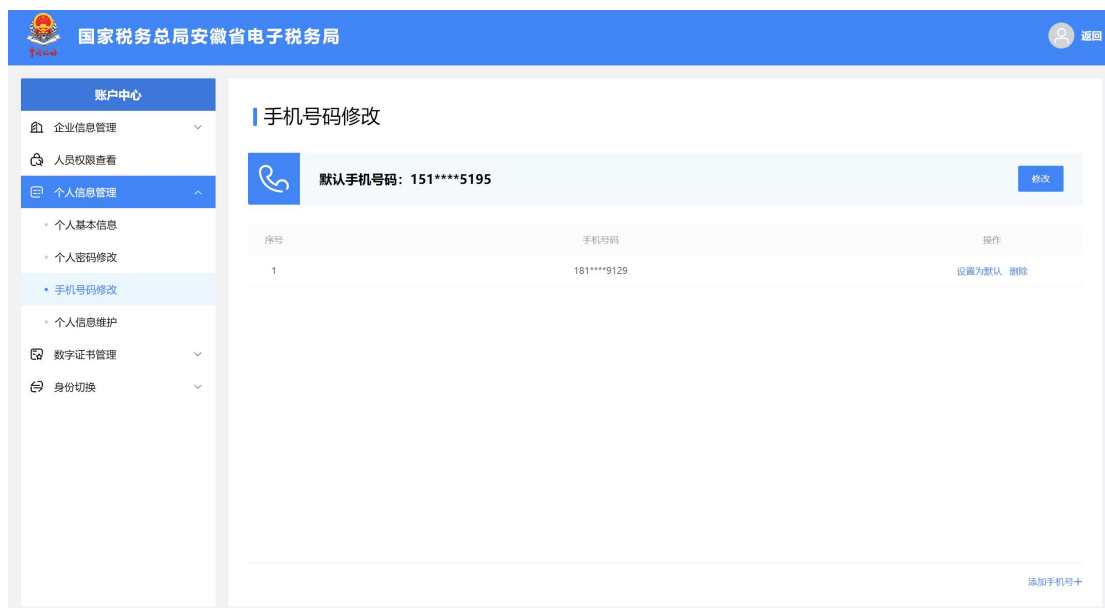 国家税务总局安徽省电子税务局
返回
账户中心
企业信息管理
人员权限查看
个人信息管理
个人基本信息
个人密码修改
手机号码修改
个人信息维护
数字证书管理
身份切换
手机号码修改
默认手机号码：151****5195
修改
序号 手机号码 操作
1 181****9129 设置为默认 删除
添加手机号+